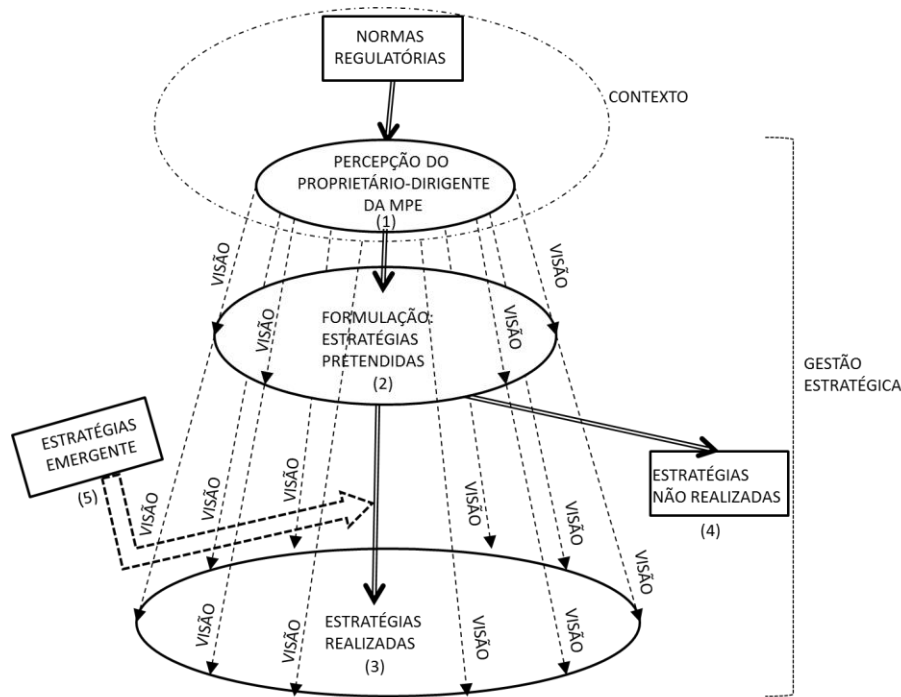 NORMAS
REGULATÓRIAS
CONTEXTO
PERCEPÇÃO DO
PROPRIETÁRIO-DIRIGENTE
DA MPE
(1)
VISÃO
VISÃO
FORMULAÇÃO:
ESTRATÉGIAS
PRETENDIDAS
(2)
VISÃO
VISÃO
GESTÃO
ESTRATÉGICA
ESTRATÉGIAS
EMERGENTE
(5)
ESTRATÉGIAS
NÃO REALIZADAS
(4)
VISÃO
VISÃO
VISÃO
VISÃO
VISÃO
VISÃO
ESTRATÉGIAS
REALIZADAS
(3)
VISÃO
VISÃO
VISÃO
VISÃO